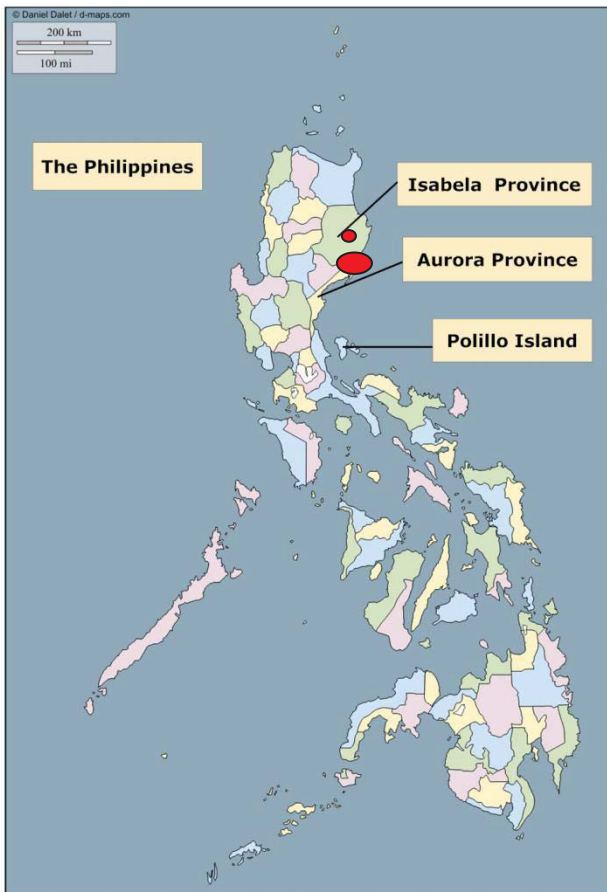 © Daniel Dalet / d-maps.com
200 km
100 mi
The Philippines
Isabela Province
Aurora Province
Polillo Island